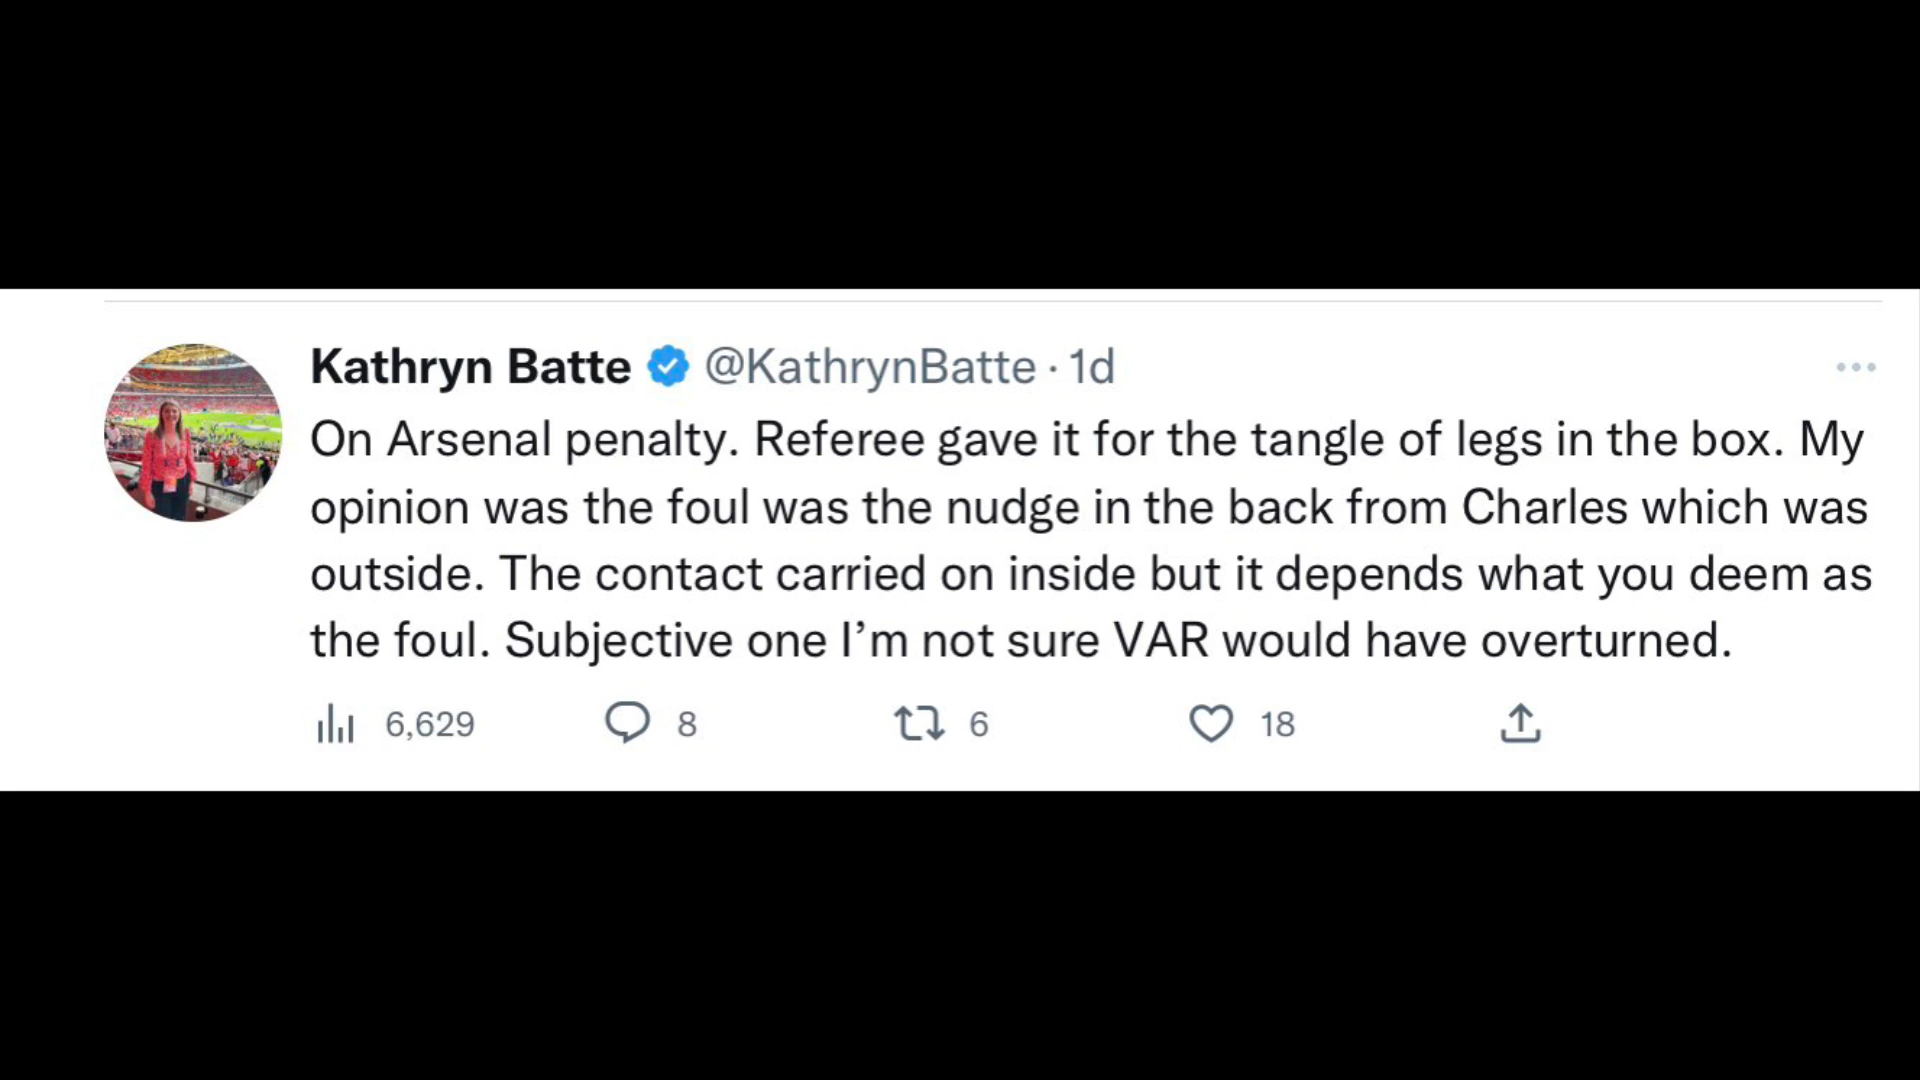 Kathryn Batte @KathrynBatte · 1d
On Arsenal penalty. Referee gave it for the tangle of legs in the box. My
opinion was the foul was the nudge in the back from Charles which was
outside. The contact carried on inside but it depends what you deem as
the foul. Subjective one I’m not sure VAR would have overturned.
6,629 8 6 18